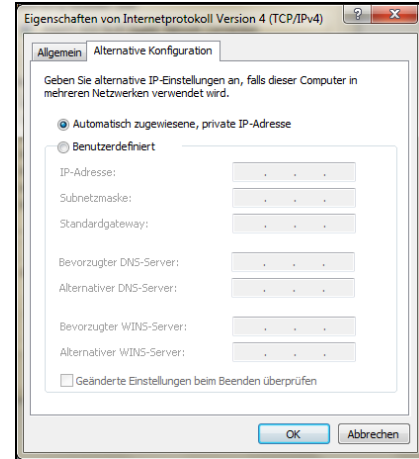 Eigenschaften von Internetprotokoll Version 4 (TCP/IPv4)
Allgemein Alternative Konfiguration
Geben Sie alternative IP-Einstellungen an, falls dieser Computer in
mehreren Netzwerken verwendet wird.
Automatisch zugewiesene, private IP-Adresse
Benutzerdefiniert
IP-Adresse:
Subnetzmaske:
Standardgateway:
Bevorzugter DNS-Server:
Alternativer DNS-Server:
Bevorzugter WINS-Server:
Alternativer WINS-Server:
Geänderte Einstellungen beim Beenden überprüfen
OK Abbrechen